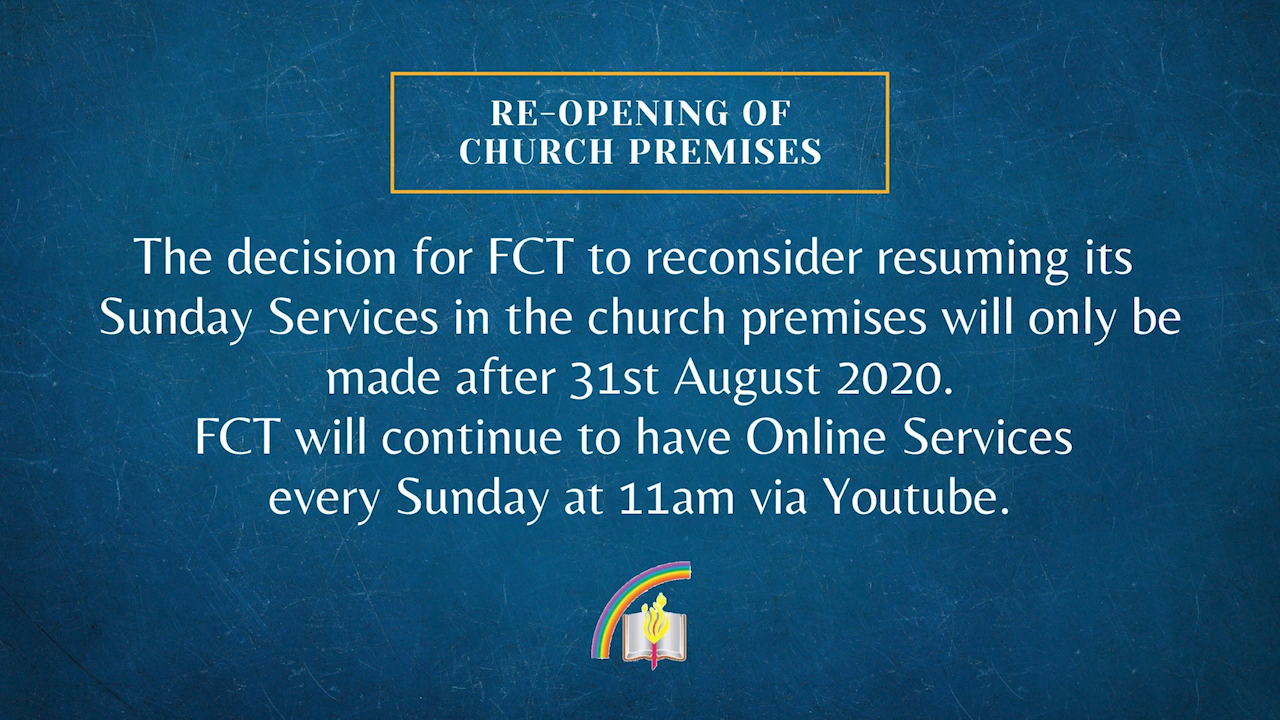 RE-OPENING OF
CHURCH PREMISES
The decision for FCT to reconsider resuming its
Sunday Services in the church premises will only be
made after 31st August 2020.
FCT will continue to have Online Services
every Sunday at 11am via Youtube.